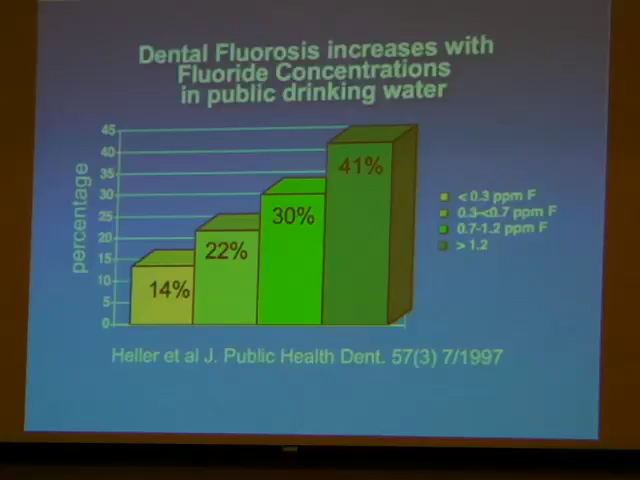 Dental Fluorosis increases with
Fluoride Concentrations
in public drinking water
percentage
45
40
35
30
25
20
15
10
5
0
14%
22%
30%
41%
< 0.3 ppm F
0.3-<0.7 ppm F
0.7-1.2 ppm F
> 1.2
Heller et al J. Public Health Dent. 57(3) 7/1997